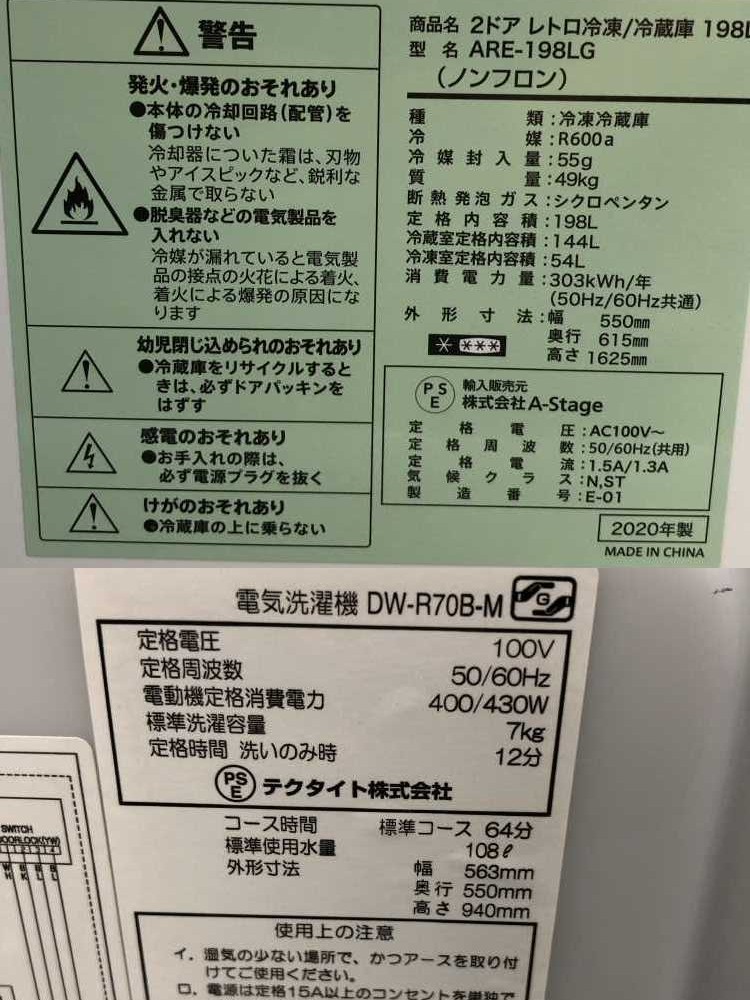 警告
発火・爆発のおそれあり
●本体の冷却回路(配管)を
傷つけない
冷却器についた霜は、刃物
やアイスピックなど、鋭利な
金属で取らない
●脱臭器などの電気製品を
入れない
冷媒が漏れていると電気製
品の接点の火花による着火、
着火による爆発の原因にな
ります
幼児閉じ込められのおそれあり
●冷蔵庫をリサイクルすると
きは、必ずドアパッキンを
はずす
感電のおそれあり
●お手入れの際は、
必ず電源プラグを抜く
けがのおそれあり
●冷蔵庫の上に乗らない
商品名 2ドア レトロ冷凍/冷蔵庫 198L
型名 ARE-198LG
(ノンフロン)
種類:冷凍冷蔵庫
冷媒:R600a
冷媒封入量:55g
質量:49kg
断熱発泡ガス:シクロペンタン
定格内容積:198L
冷蔵室定格内容積:144L
冷凍室定格内容積:54L
消費電力量:303kWh/年
(50Hz/60Hz共通)
外形寸法:幅 550mm
奥行 615mm
高さ 1625mm
PSE 輸入販売元
株式会社A-Stage
定格電圧:AC100V~
定格周波数:50/60Hz(共用)
定格電流:1.5A/1.3A
気候クラス:N,ST
製造番号:E-01
2020年製
MADE IN CHINA
電気洗濯機 DW-R70B-M G
定格電圧 100V
定格周波数 50/60Hz
電動機定格消費電力 400/430W
標準洗濯容量 7kg
定格時間 洗いのみ時 12分
PSE テクタイト株式会社
コース時間 標準コース 64分
標準使用水量 108ℓ
外形寸法 幅 563mm
奥行 550mm
高さ 940mm
使用上の注意
イ. 湿気の少ない場所で、かつアースを取り付
けてご使用ください。
ロ. 電源は定格15A以上のコンセントを単独で
SWITCH
DOORLOCK(YW)